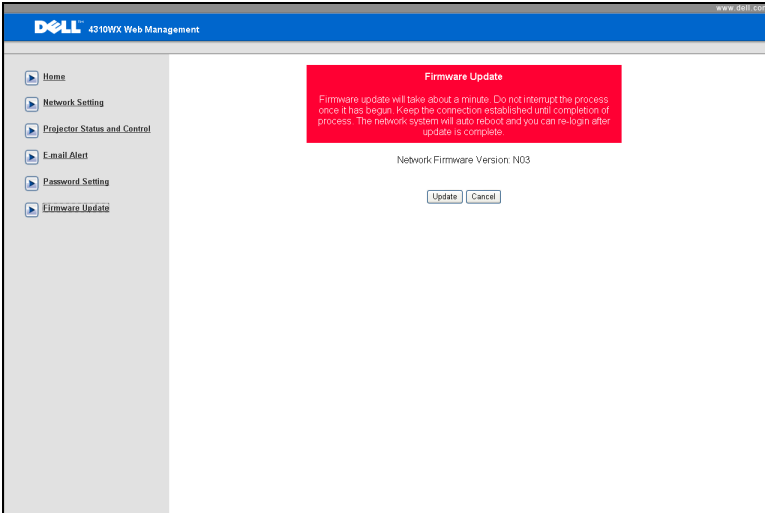 www.dell.com
DELL™ 4310WX Web Management
Home
Network Setting
Projector Status and Control
E-mail Alert
Password Setting
Firmware Update
Firmware Update
Firmware update will take about a minute. Do not interrupt the process
once it has begun. Keep the connection established until completion of
process. The network system will auto reboot and you can re-login after
update is complete.
Network Firmware Version: N03
Update Cancel